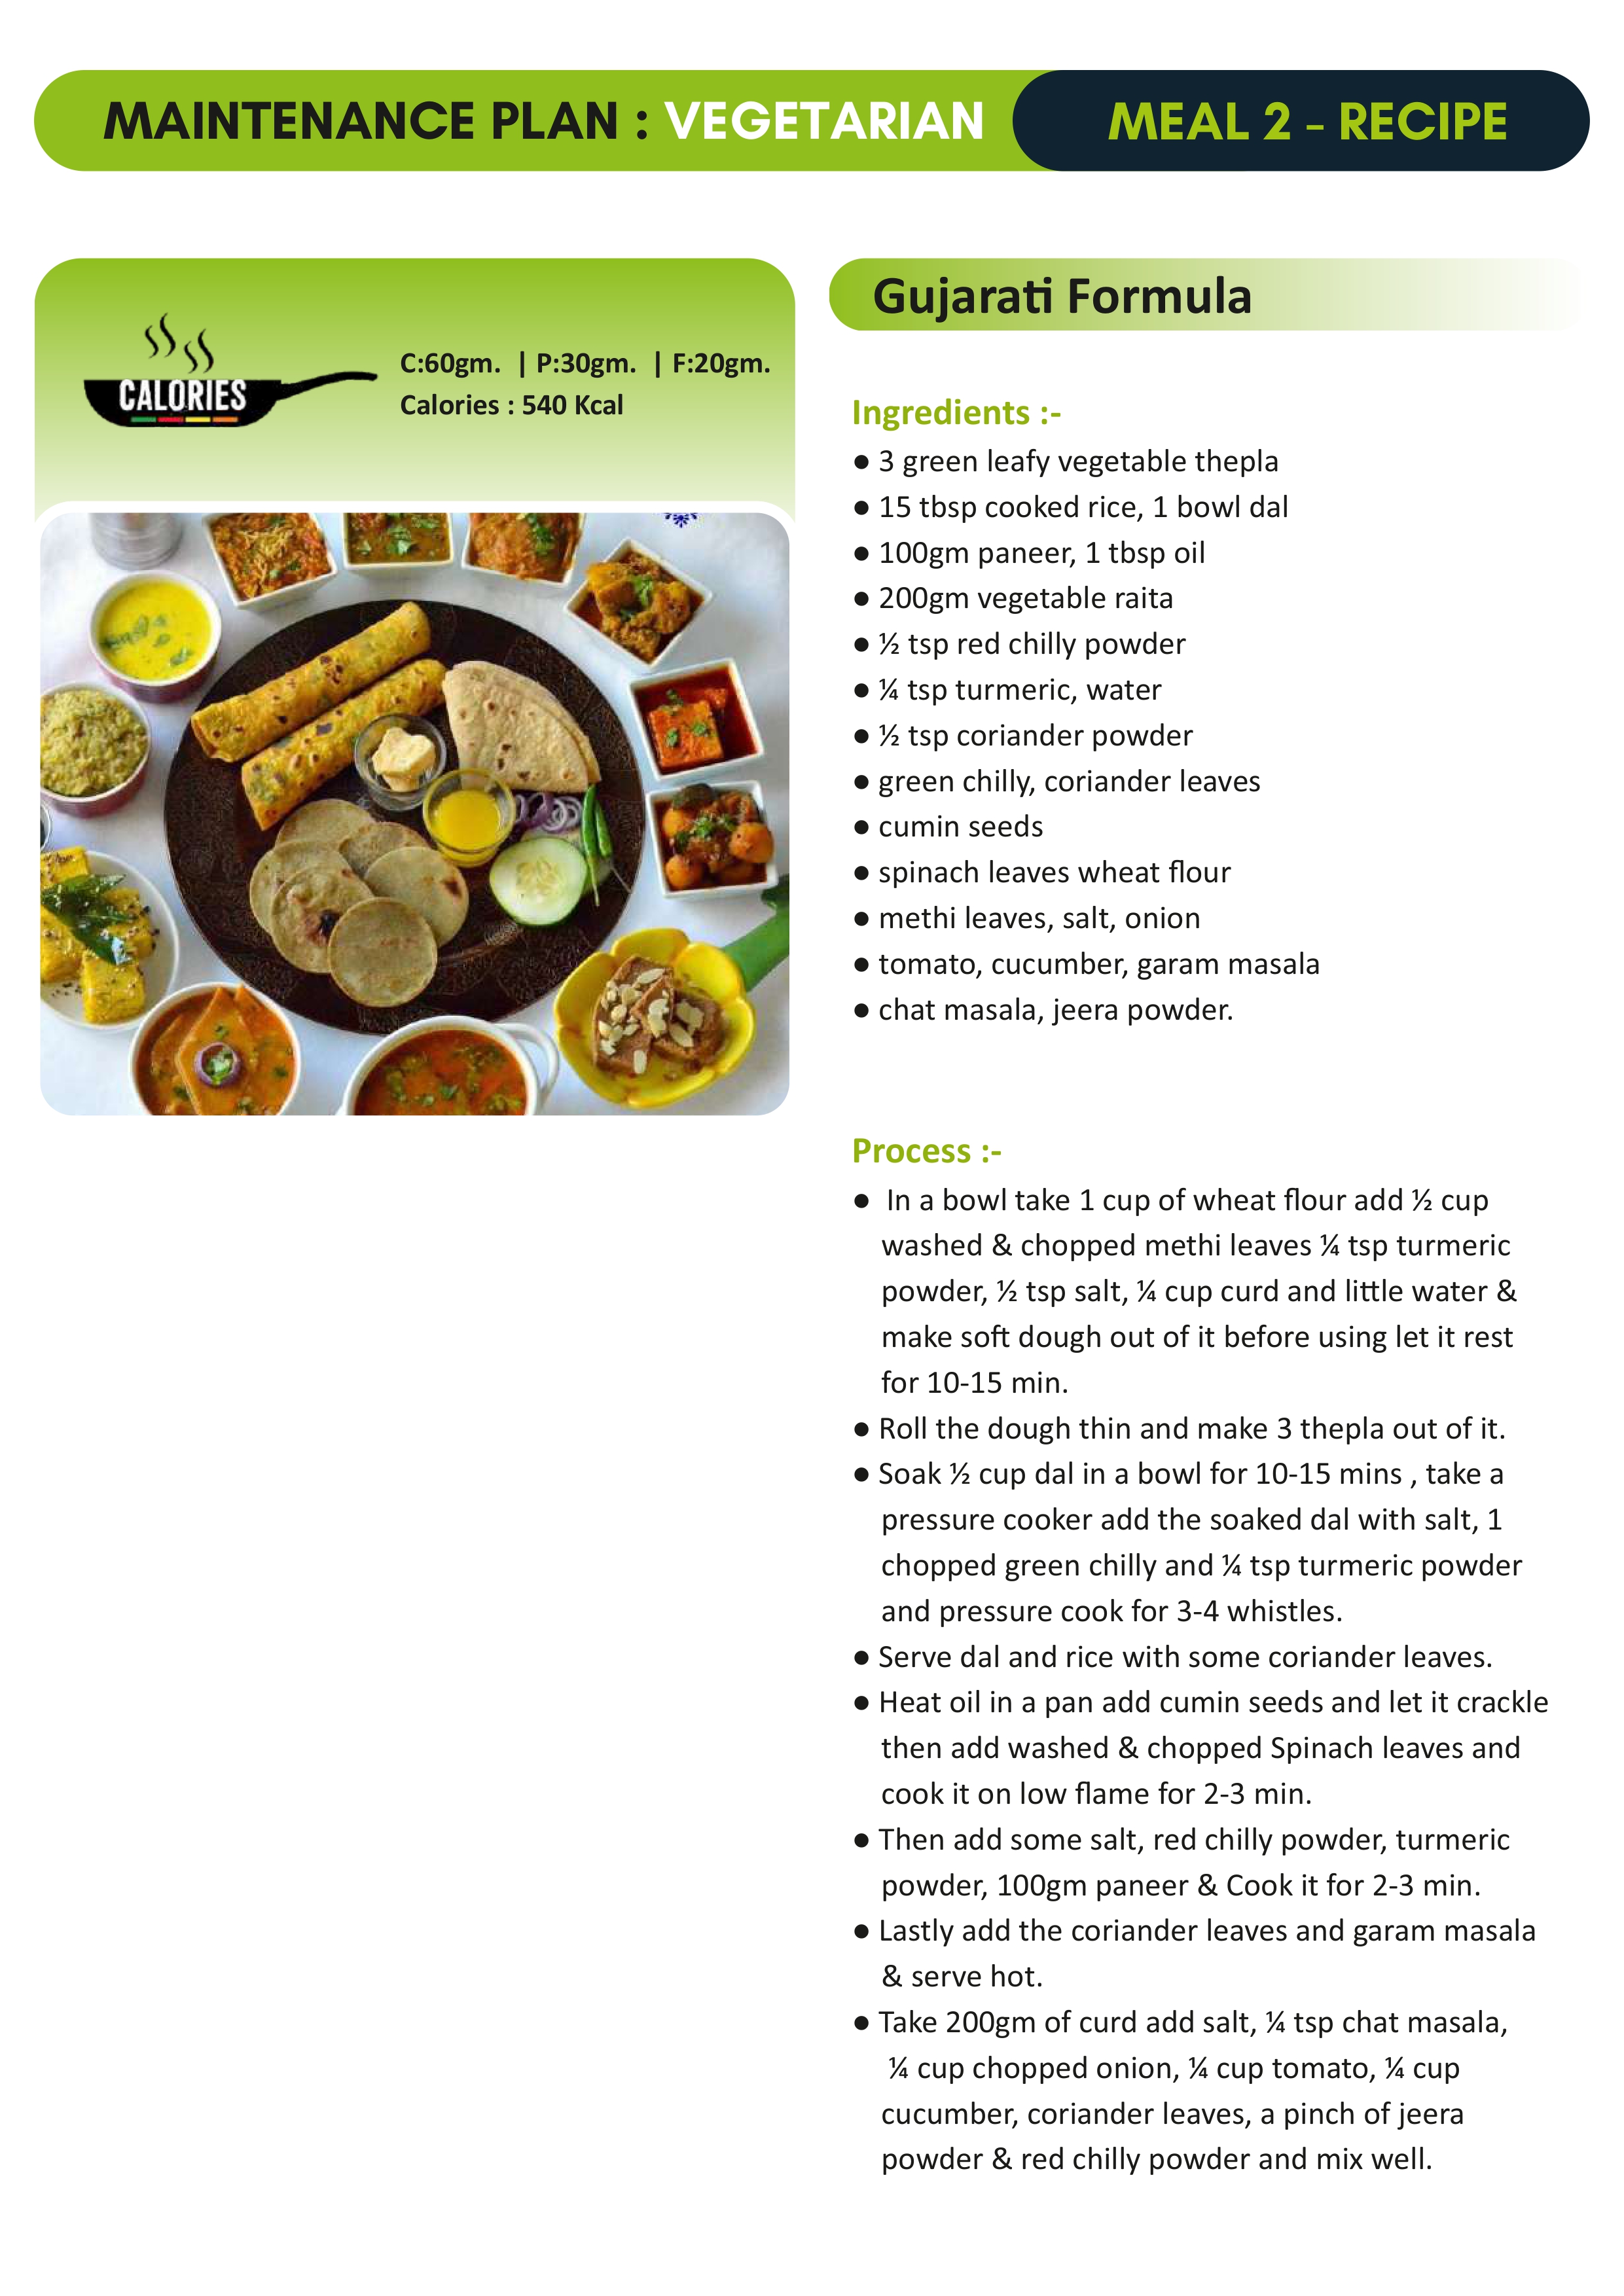 MAINTENANCE PLAN : VEGETARIAN
MEAL 2 - RECIPE
CALORIES
C:60gm. | P:30gm. | F:20gm.
Calories : 540 Kcal
Gujarati Formula
Ingredients :-
● 3 green leafy vegetable thepla
● 15 tbsp cooked rice, 1 bowl dal
● 100gm paneer, 1 tbsp oil
● 200gm vegetable raita
● ½ tsp red chilly powder
● ¼ tsp turmeric, water
● ½ tsp coriander powder
● green chilly, coriander leaves
● cumin seeds
● spinach leaves wheat flour
● methi leaves, salt, onion
● tomato, cucumber, garam masala
● chat masala, jeera powder.
Process :-
● In a bowl take 1 cup of wheat flour add ½ cup
washed & chopped methi leaves ¼ tsp turmeric
powder, ½ tsp salt, ¼ cup curd and little water &
make soft dough out of it before using let it rest
for 10-15 min.
● Roll the dough thin and make 3 thepla out of it.
● Soak ½ cup dal in a bowl for 10-15 mins , take a
pressure cooker add the soaked dal with salt, 1
chopped green chilly and ¼ tsp turmeric powder
and pressure cook for 3-4 whistles.
● Serve dal and rice with some coriander leaves.
● Heat oil in a pan add cumin seeds and let it crackle
then add washed & chopped Spinach leaves and
cook it on low flame for 2-3 min.
● Then add some salt, red chilly powder, turmeric
powder, 100gm paneer & Cook it for 2-3 min.
● Lastly add the coriander leaves and garam masala
& serve hot.
● Take 200gm of curd add salt, ¼ tsp chat masala,
¼ cup chopped onion, ¼ cup tomato, ¼ cup
cucumber, coriander leaves, a pinch of jeera
powder & red chilly powder and mix well.